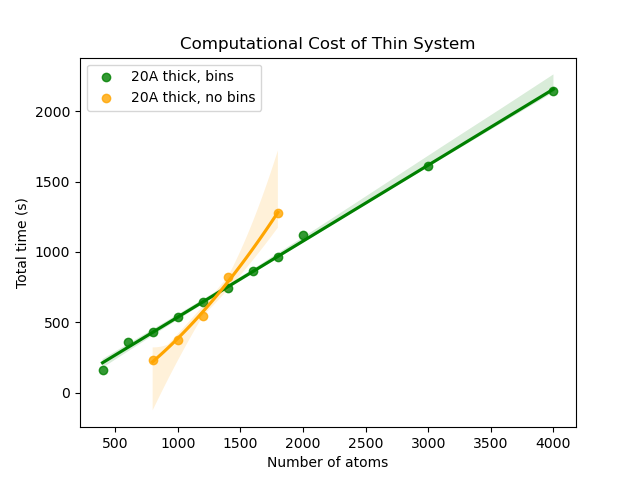 Computational Cost of Thin System
20A thick, bins
20A thick, no bins
Total time (s)
2000
1500
1000
500
0
500 1000 1500 2000 2500 3000 3500 4000
Number of atoms